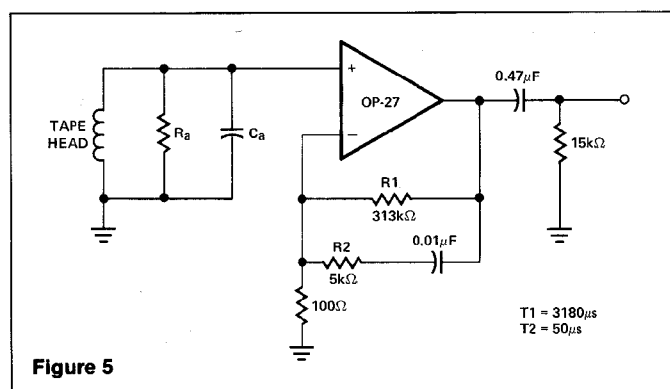 TAPE
HEAD
Ra
Ca
+
−
OP-27
0.47μF
15kΩ
R1
313kΩ
0.01μF
R2
5kΩ
100Ω
T1 = 3180μs
T2 = 50μs
Figure 5